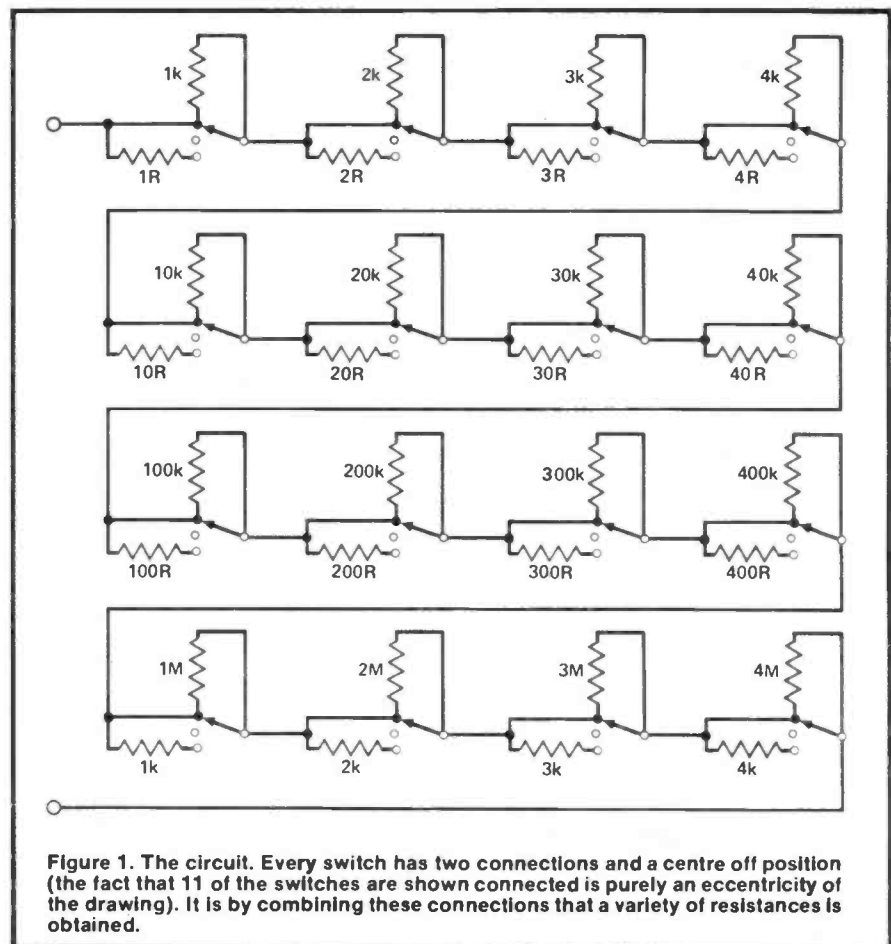 1k 2k 3k 4k
1R 2R 3R 4R
10k 20k 30k 40k
10R 20R 30R 40R
100k 200k 300k 400k
100R 200R 300R 400R
1M 2M 3M 4M
1k 2k 3k 4k
Figure 1. The circuit. Every switch has two connections and a centre off position
(the fact that 11 of the switches are shown connected is purely an eccentricity of
the drawing). It is by combining these connections that a variety of resistances is
obtained.